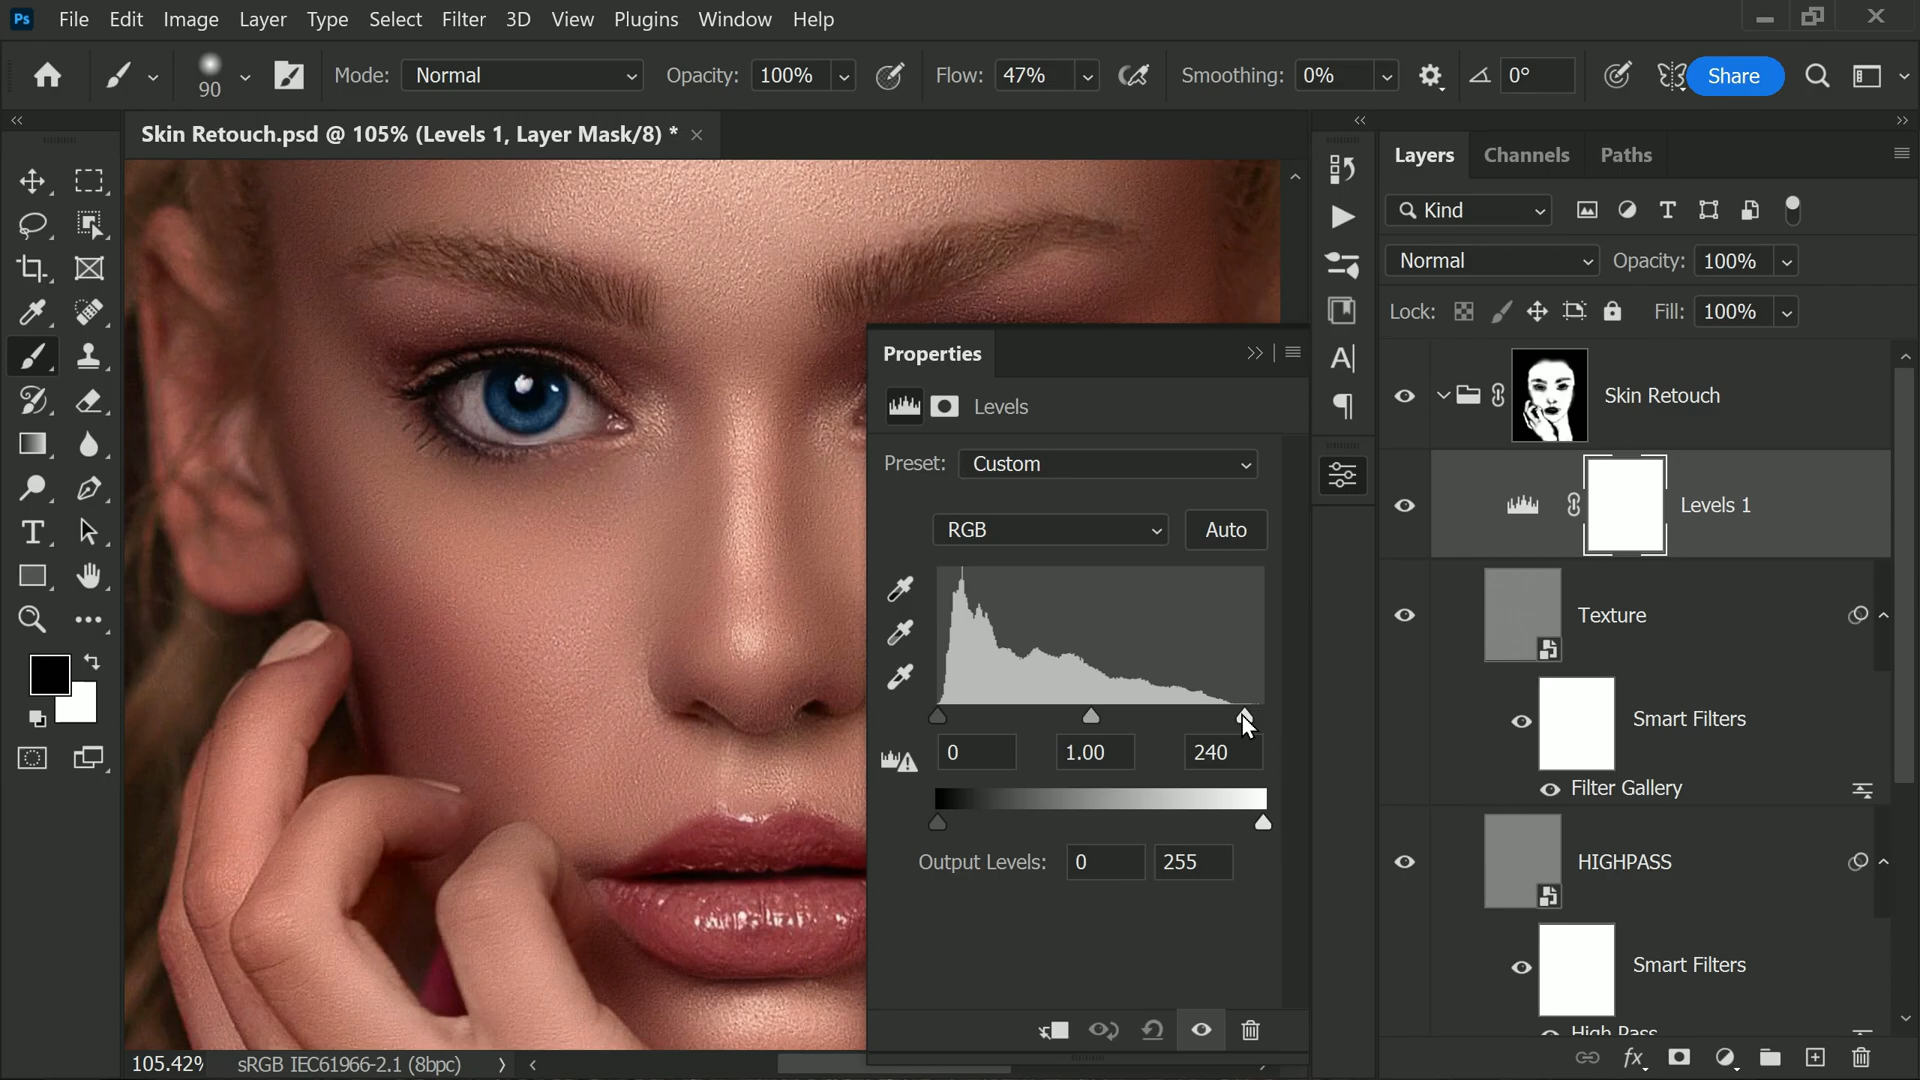 Ps File Edit Image Layer Type Select Filter 3D View Plugins Window Help
90 Mode: Normal Opacity: 100% Flow: 47% Smoothing: 0% 0° Share
Skin Retouch.psd @ 105% (Levels 1, Layer Mask/8) *
Layers Channels Paths
Kind
Normal Opacity: 100%
Lock: Fill: 100%
Properties
Levels
Preset: Custom
RGB Auto
0 1.00 240
Output Levels: 0 255
Skin Retouch
Levels 1
Texture
Smart Filters
Filter Gallery
HIGHPASS
Smart Filters
High Pass
105.42% sRGB IEC61966-2.1 (8bpc)